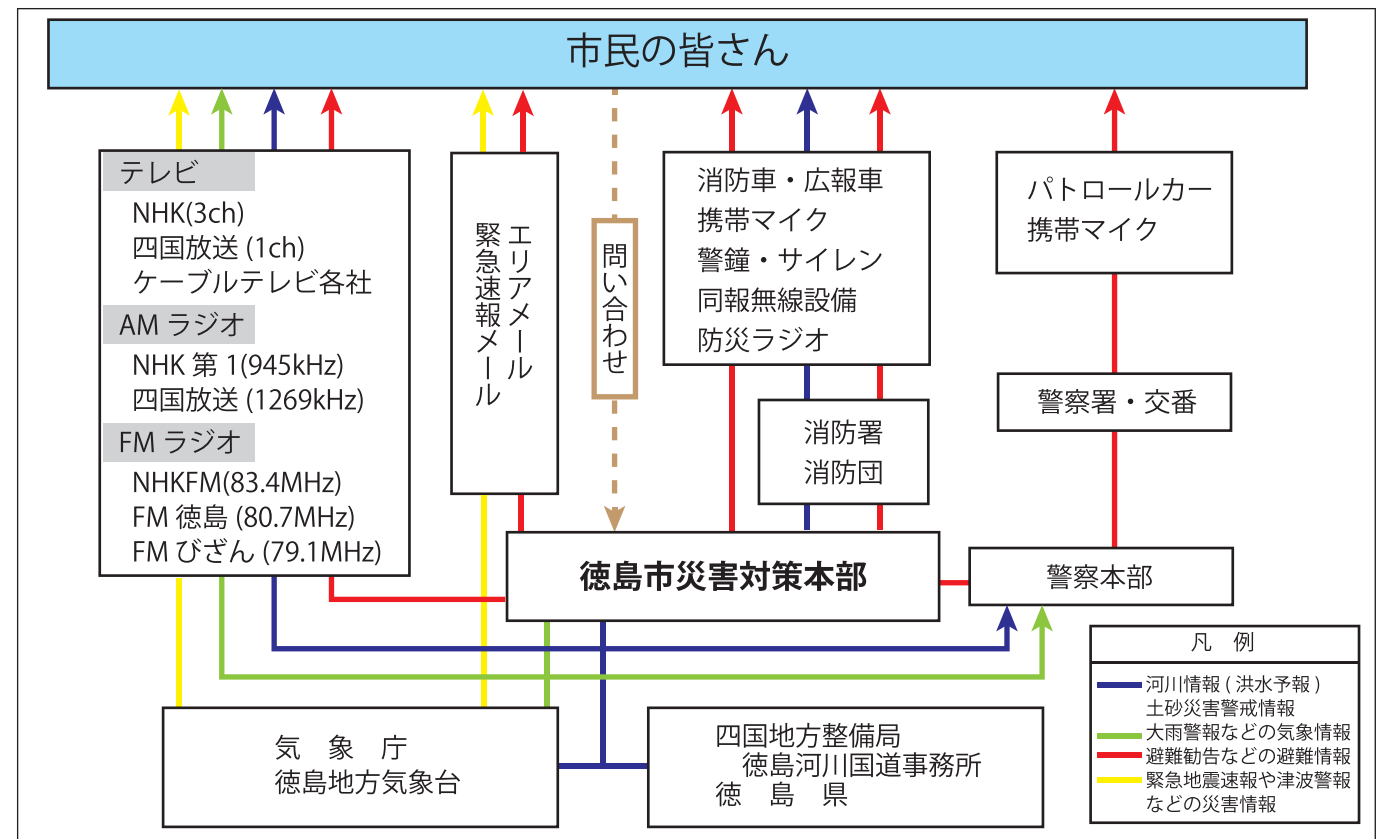 市民の皆さん
テレビ
NHK(3ch)
四国放送 (1ch)
ケーブルテレビ各社
AM ラジオ
NHK 第 1(945kHz)
四国放送 (1269kHz)
FM ラジオ
NHKFM(83.4MHz)
FM 徳島 (80.7MHz)
FM びざん (79.1MHz)
エリアメール
緊急速報メール
問い合わせ
消防車・広報車
携帯マイク
警鐘・サイレン
同報無線設備
防災ラジオ
消防署
消防団
パトロールカー
携帯マイク
警察署・交番
徳島市災害対策本部
警察本部
気　象　庁
徳島地方気象台
四国地方整備局
徳島河川国道事務所
徳　島　県
凡　例
河川情報 ( 洪水予報 )
土砂災害警戒情報
大雨警報などの気象情報
避難勧告などの避難情報
緊急地震速報や津波警報
などの災害情報